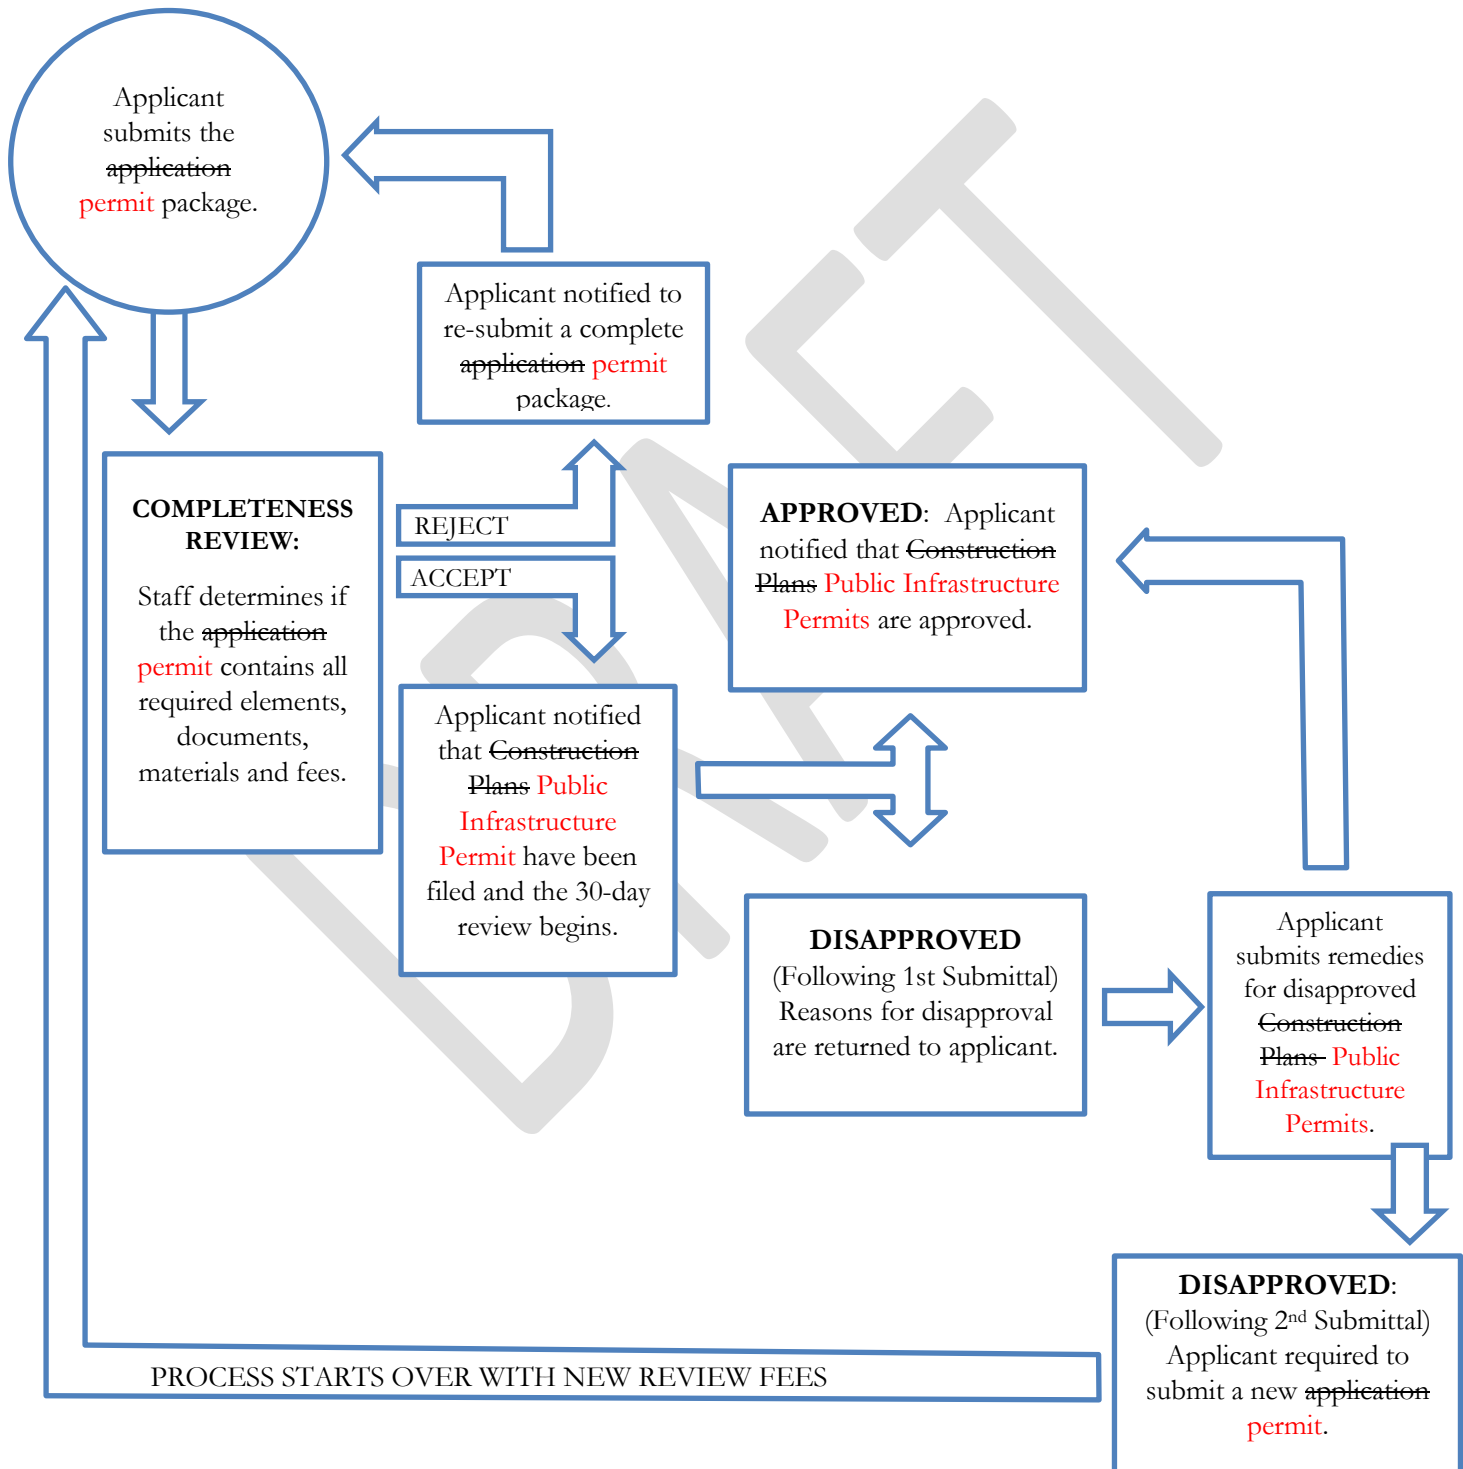 Applicant
submits the
application
permit package.
Applicant notified to
re-submit a complete
application permit
package.
COMPLETENESS
REVIEW:
Staff determines if
the application
permit contains all
required elements,
documents,
materials and fees.
REJECT
ACCEPT
APPROVED: Applicant
notified that Construction
Plans Public Infrastructure
Permits are approved.
Applicant notified
that Construction
Plans Public
Infrastructure
Permit have been
filed and the 30-day
review begins.
DISAPPROVED
(Following 1st Submittal)
Reasons for disapproval
are returned to applicant.
Applicant
submits remedies
for disapproved
Construction
Plans Public
Infrastructure
Permits.
DISAPPROVED:
(Following 2nd Submittal)
Applicant required to
submit a new application
permit.
PROCESS STARTS OVER WITH NEW REVIEW FEES
DRAFT